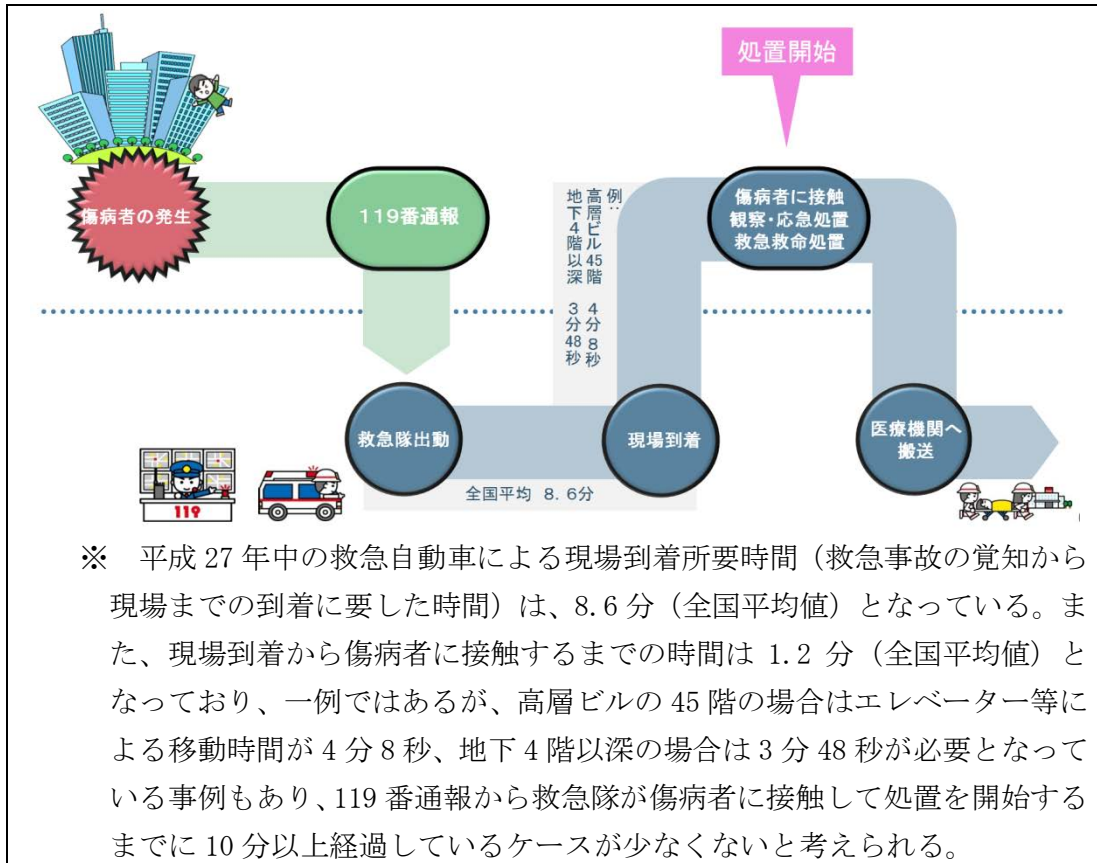 処置開始
傷病者の発生
119番通報
傷病者に接触
観察・応急処置
救急救命処置
例
高層ビル45階 4分8秒
地下4階以深 3分48秒
救急隊出動
現場到着
医療機関へ
搬送
全国平均 8.6分
119
※ 平成 27 年中の救急自動車による現場到着所要時間（救急事故の覚知から
現場までの到着に要した時間）は、8.6 分（全国平均値）となっている。ま
た、現場到着から傷病者に接触するまでの時間は 1.2 分（全国平均値）と
なっており、一例ではあるが、高層ビルの 45 階の場合はエレベーター等に
よる移動時間が 4 分 8 秒、地下 4 階以深の場合は 3 分 48 秒が必要となって
いる事例もあり、119 番通報から救急隊が傷病者に接触して処置を開始する
までに 10 分以上経過しているケースが少なくないと考えられる。